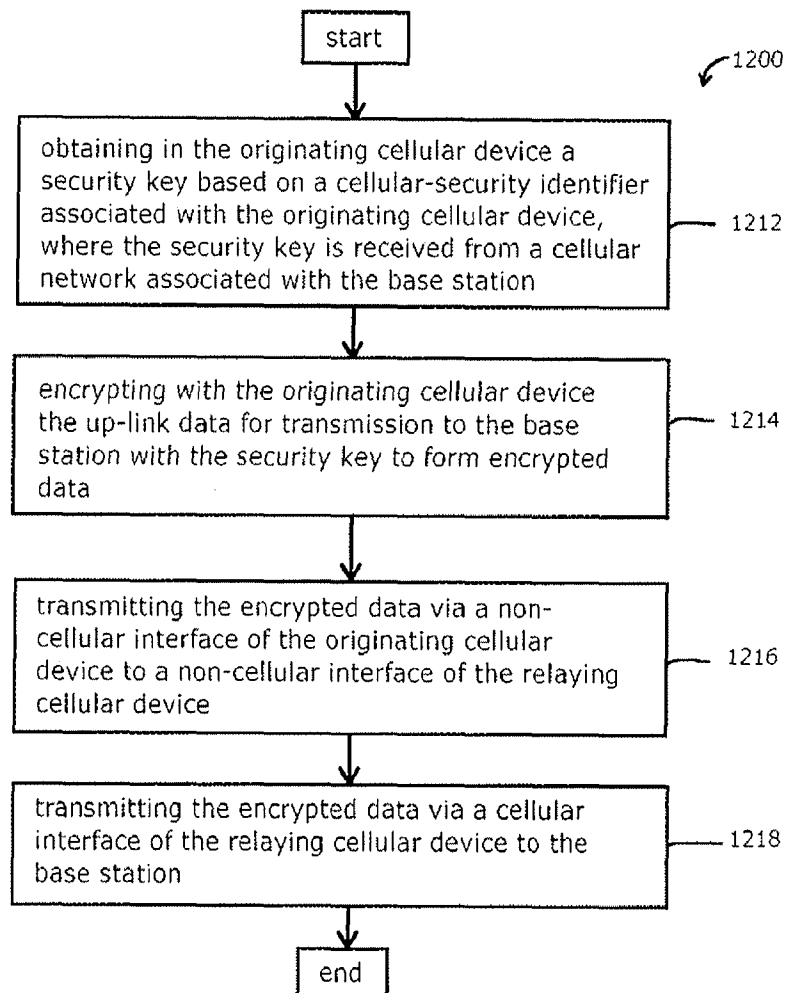 start
1200
obtaining in the originating cellular device a
security key based on a cellular-security identifier
associated with the originating cellular device,
where the security key is received from a cellular
network associated with the base station
1212
encrypting with the originating cellular device
the up-link data for transmission to the base
station with the security key to form encrypted
data
1214
transmitting the encrypted data via a non-
cellular interface of the originating cellular
device to a non-cellular interface of the relaying
cellular device
1216
transmitting the encrypted data via a cellular
interface of the relaying cellular device to the
base station
1218
end